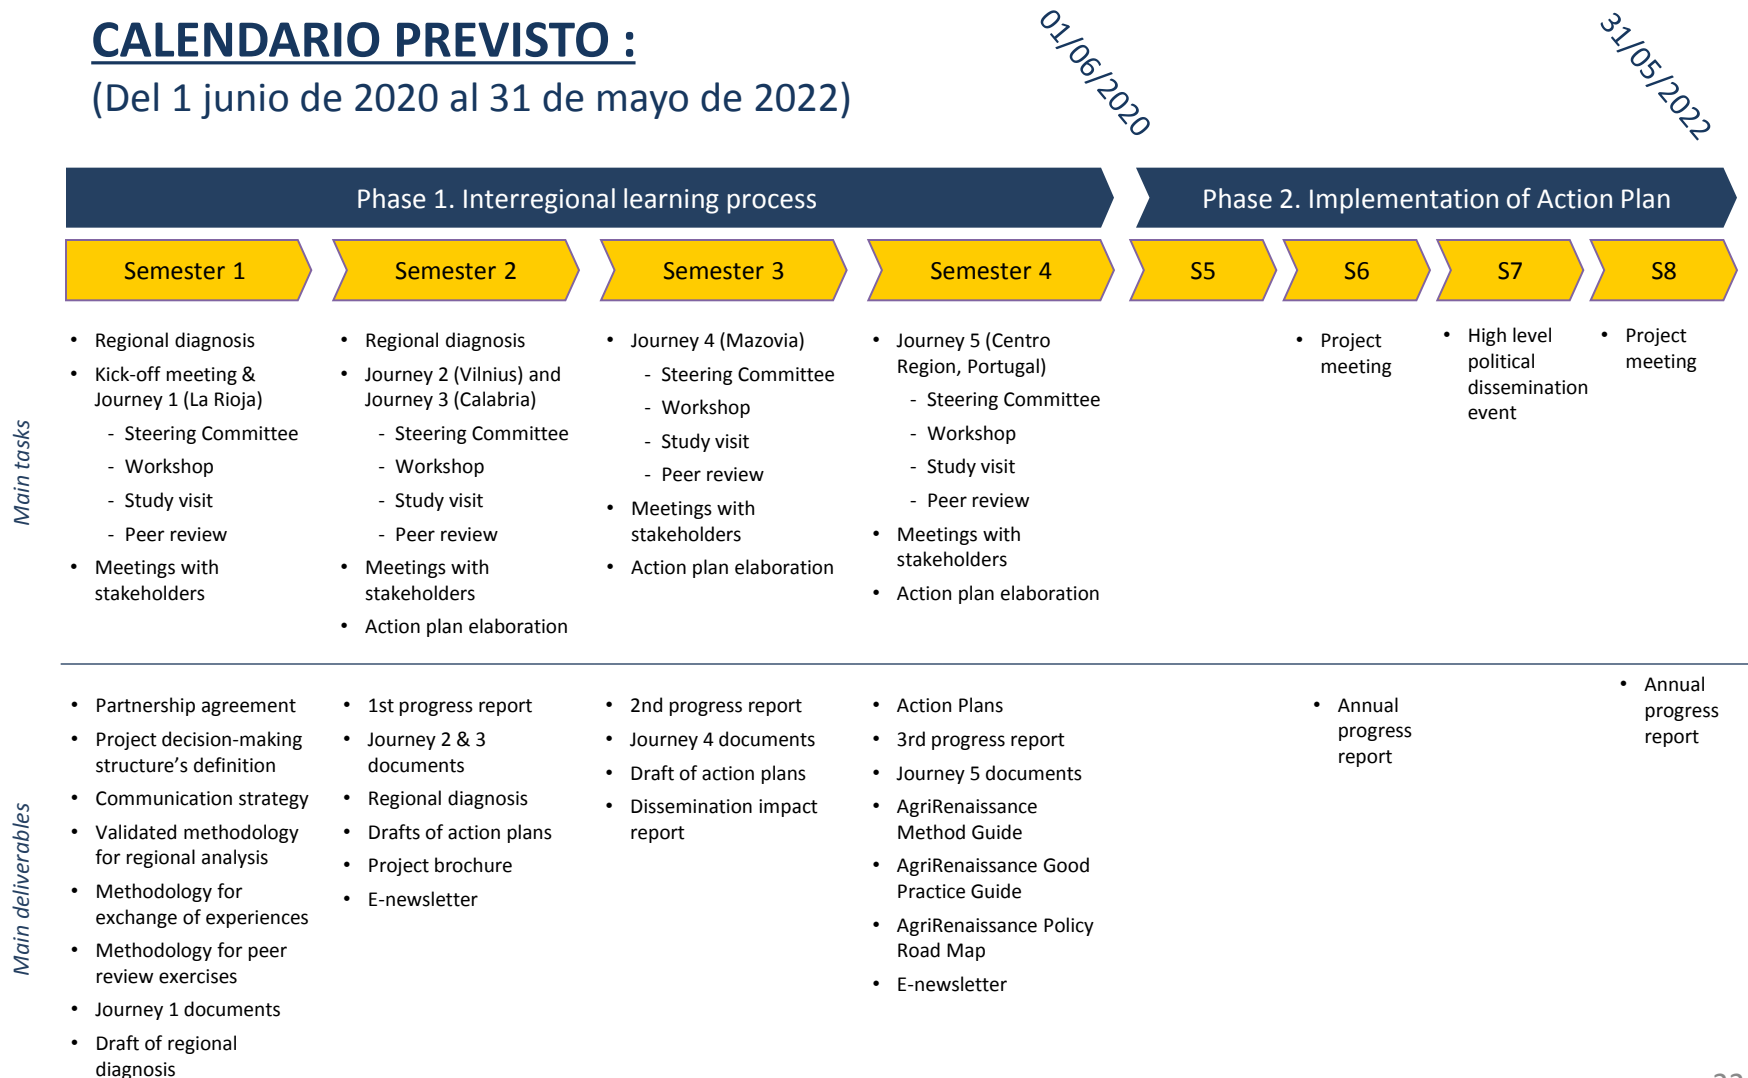 CALENDARIO PREVISTO :
(Del 1 junio de 2020 al 31 de mayo de 2022)
01/06/2020
31/05/2022
Phase 1. Interregional learning process
Phase 2. Implementation of Action Plan
Semester 1
Semester 2
Semester 3
Semester 4
S5
S6
S7
S8
Main tasks
• Regional diagnosis
• Kick-off meeting &
Journey 1 (La Rioja)
- Steering Committee
- Workshop
- Study visit
- Peer review
• Meetings with
stakeholders
• Regional diagnosis
• Journey 2 (Vilnius) and
Journey 3 (Calabria)
- Steering Committee
- Workshop
- Study visit
- Peer review
• Meetings with
stakeholders
• Action plan elaboration
• Journey 4 (Mazovia)
- Steering Committee
- Workshop
- Study visit
- Peer review
• Meetings with
stakeholders
• Action plan elaboration
• Journey 5 (Centro
Region, Portugal)
- Steering Committee
- Workshop
- Study visit
- Peer review
• Meetings with
stakeholders
• Action plan elaboration
• Project
meeting
• High level
political
dissemination
event
• Project
meeting
Main deliverables
• Partnership agreement
• Project decision-making
structure’s definition
• Communication strategy
• Validated methodology
for regional analysis
• Methodology for
exchange of experiences
• Methodology for peer
review exercises
• Journey 1 documents
• Draft of regional
diagnosis
• 1st progress report
• Journey 2 & 3
documents
• Regional diagnosis
• Drafts of action plans
• Project brochure
• E-newsletter
• 2nd progress report
• Journey 4 documents
• Draft of action plans
• Dissemination impact
report
• Action Plans
• 3rd progress report
• Journey 5 documents
• AgriRenaissance
Method Guide
• AgriRenaissance Good
Practice Guide
• AgriRenaissance Policy
Road Map
• E-newsletter
• Annual
progress
report
• Annual
progress
report